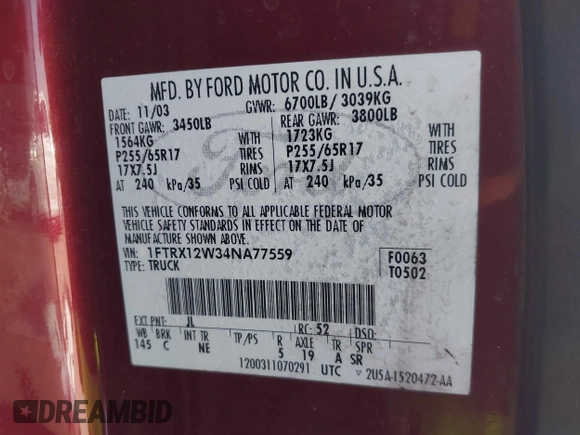 MFD. BY FORD MOTOR CO. IN U.S.A.
DATE: 11/03 GVWR: 6700LB/ 3039KG
FRONT GAWR: 3450LB REAR GAWR: 3800LB
1564KG WITH 1723KG WITH
P255/65R17 TIRES P255/65R17 TIRES
17X7.5J RIMS 17X7.5J RIMS
AT 240 kPa/35 PSI COLD AT 240 kPa/35 PSI COLD
THIS VEHICLE CONFORMS TO ALL APPLICABLE FEDERAL MOTOR
VEHICLE SAFETY STANDARDS IN EFFECT ON THE DATE OF
MANUFACTURE SHOWN ABOVE.
VIN: 1FTRX12W34NA77559 F0063
TYPE: TRUCK T0502
EXT PNT: JL RC: 52 DSO:
WB BRK INT TR TP/PS R AXLE TR SPR
145 C NE 5 19 A SR
1200311070291 UTC 2U5A-1520472-AA
Ford
DREAMBID